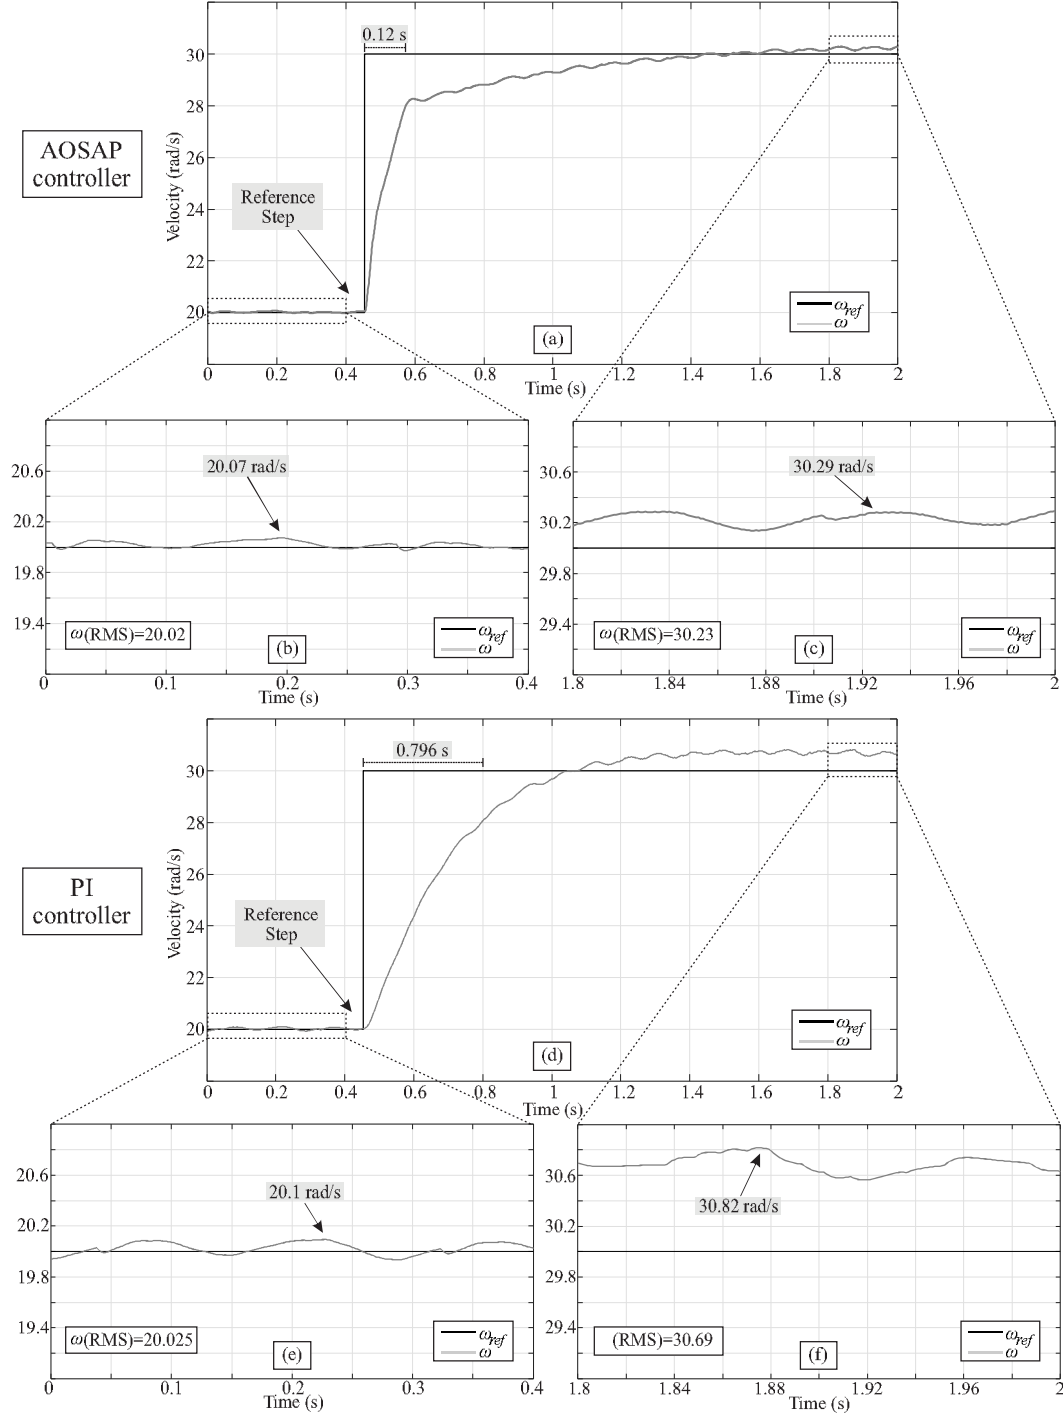 0.12 s
30
28
26
24
22
20
Velocity (rad/s)
AOSAP
controller
Reference
Step
ω_ref
ω
(a)
0 0.2 0.4 0.6 0.8 1 1.2 1.4 1.6 1.8 2
Time (s)
20.6
20.2
19.8
19.4
20.07 rad/s
ω(RMS)=20.02
(b)
ω_ref
ω
0 0.1 0.2 0.3 0.4
Time (s)
30.6
30.2
29.8
29.4
30.29 rad/s
ω(RMS)=30.23
(c)
ω_ref
ω
1.8 1.84 1.88 1.92 1.96 2
Time (s)
0.796 s
30
28
26
24
22
20
Velocity (rad/s)
PI
controller
Reference
Step
ω_ref
ω
(d)
0 0.2 0.4 0.6 0.8 1 1.2 1.4 1.6 1.8 2
Time (s)
20.6
20.2
19.8
19.4
20.1 rad/s
ω(RMS)=20.025
(e)
ω_ref
ω
0 0.1 0.2 0.3 0.4
Time (s)
30.6
30.2
29.8
29.4
30.82 rad/s
(RMS)=30.69
(f)
ω_ref
ω
1.8 1.84 1.88 1.92 1.96 2
Time (s)